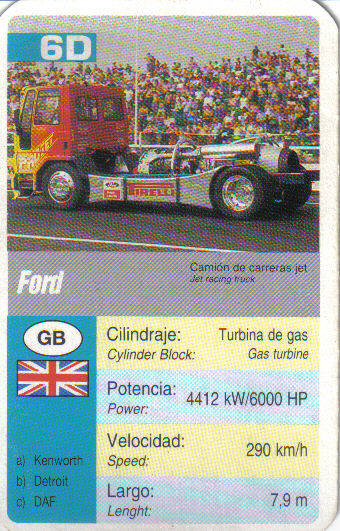 6D
PIRELLI
Ford
Camión de carreras jet
Jet racing truck
GB
Cilindraje: Turbina de gas
Cylinder Block: Gas turbine
Potencia: 4412 kW/6000 HP
Power:
Velocidad: 290 km/h
Speed:
a) Kenworth
b) Detroit
c) DAF
Largo: 7,9 m
Lenght: